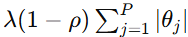 λ(1 − ρ) ∑_{j=1}^{P} |θ_j|